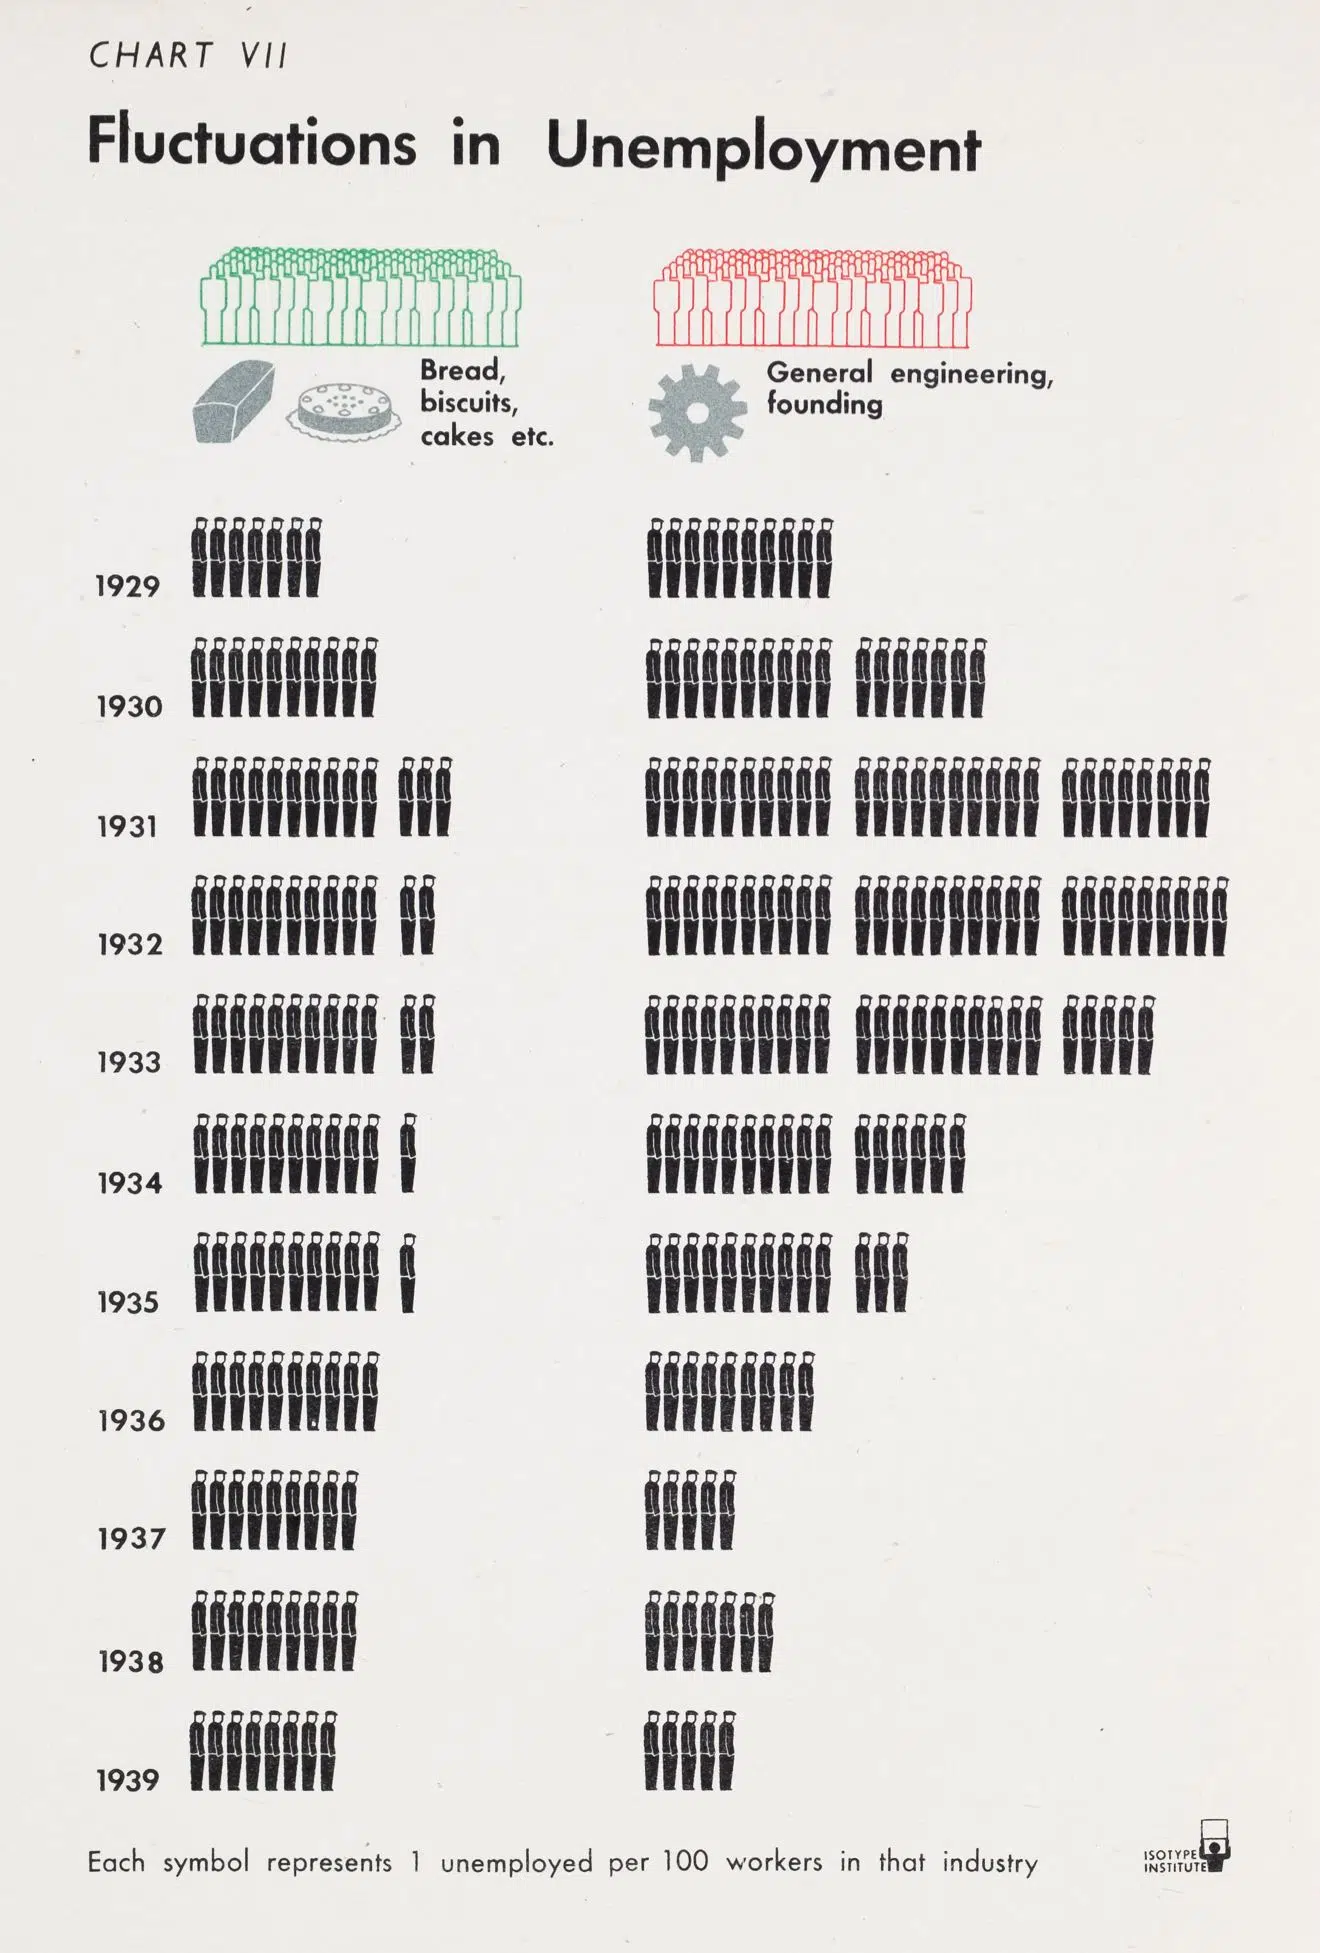 CHART VII
Fluctuations in Unemployment
Bread,
biscuits,
cakes etc.
General engineering,
founding
1929
1930
1931
1932
1933
1934
1935
1936
1937
1938
1939
Each symbol represents 1 unemployed per 100 workers in that industry
ISOTYPE
INSTITUTE